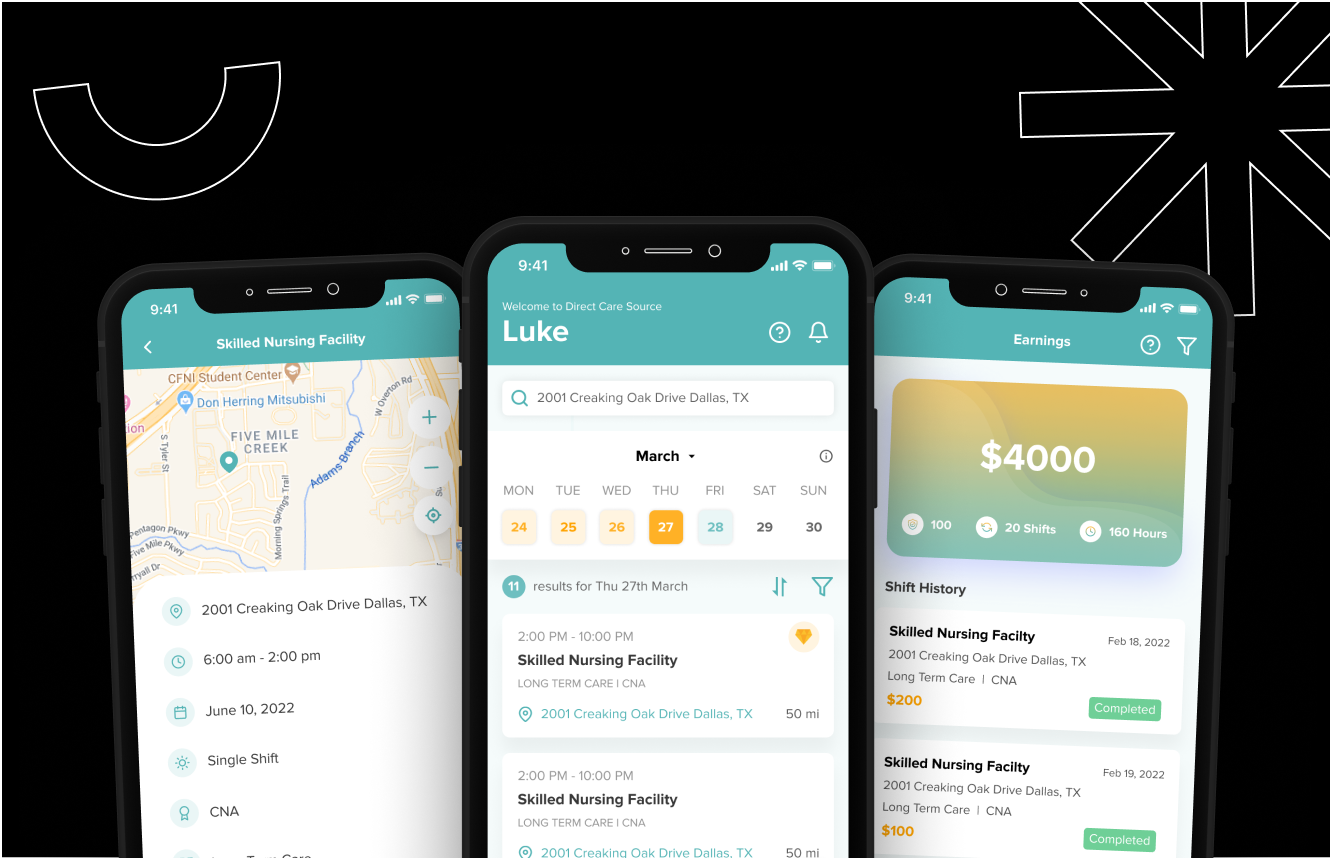 9:41
Skilled Nursing Facility
CFNI Student Center
Don Herring Mitsubishi
W Overton Rd
ion
S Tyler St
FIVE MILE
CREEK
Adams Branch
Morning Springs Trail
Pentagon Pkwy
Five Mile Pkwy
rryall Dr
2001 Creaking Oak Drive Dallas, TX
6:00 am - 2:00 pm
June 10, 2022
Single Shift
CNA
9:41
Welcome to Direct Care Source
Luke
2001 Creaking Oak Drive Dallas, TX
March
MON TUE WED THU FRI SAT SUN
24 25 26 27 28 29 30
11 results for Thu 27th March
2:00 PM - 10:00 PM
Skilled Nursing Facility
LONG TERM CARE I CNA
2001 Creaking Oak Drive Dallas, TX 50 mi
2:00 PM - 10:00 PM
Skilled Nursing Facility
LONG TERM CARE I CNA
2001 Creaking Oak Drive Dallas, TX 50 mi
9:41
Earnings
$4000
100 20 Shifts 160 Hours
Shift History
Skilled Nursing Facilty Feb 18, 2022
2001 Creaking Oak Drive Dallas, TX
Long Term Care | CNA
$200 Completed
Skilled Nursing Facilty Feb 19, 2022
2001 Creaking Oak Drive Dallas, TX
Long Term Care | CNA
$100 Completed